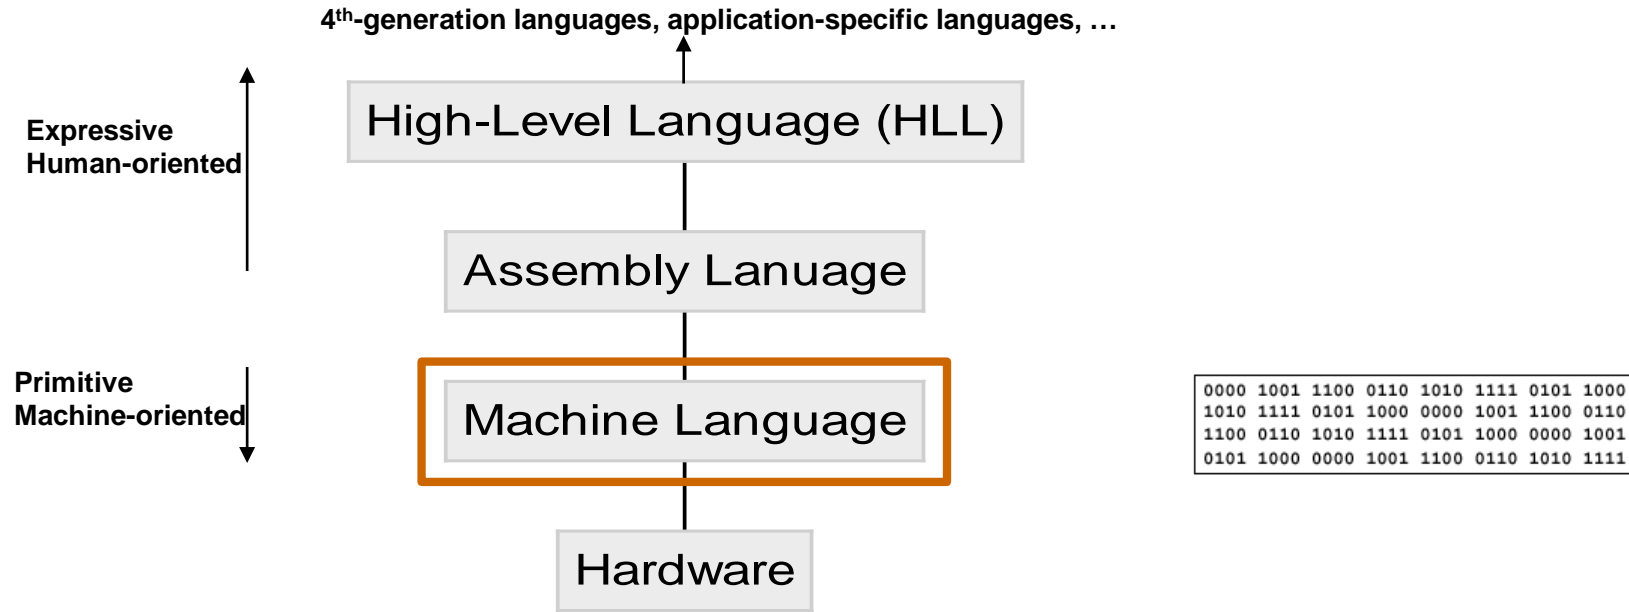 4th-generation languages, application-specific languages, …
High-Level Language (HLL)
Expressive
Human-oriented
Assembly Lanuage
Primitive
Machine-oriented
Machine Language
0000 1001 1100 0110 1010 1111 0101 1000
1010 1111 0101 1000 0000 1001 1100 0110
1100 0110 1010 1111 0101 1000 0000 1001
0101 1000 0000 1001 1100 0110 1010 1111
Hardware